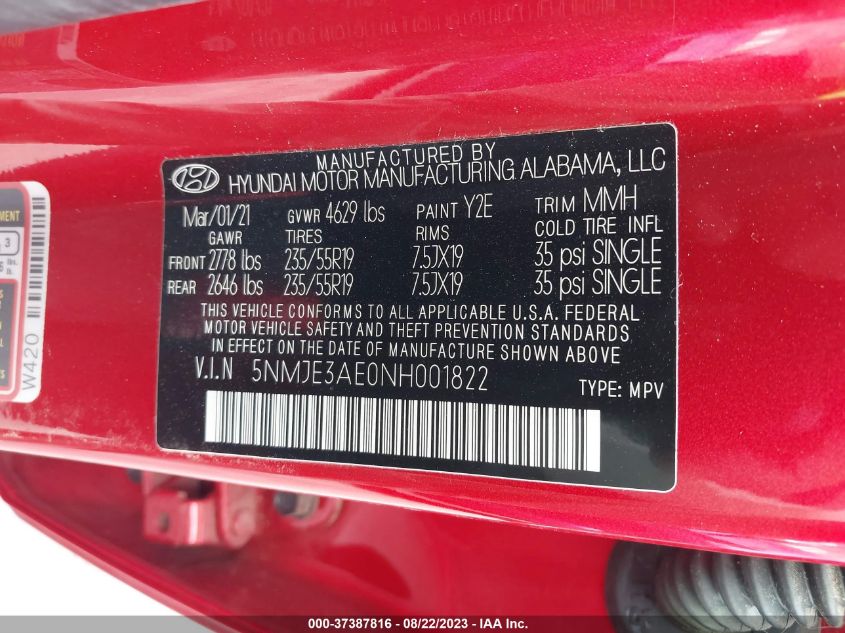 MANUFACTURED BY
HYUNDAI MOTOR MANUFACTURING ALABAMA, LLC
Mar/01/21 GVWR 4629 lbs PAINT Y2E TRIM MMH
GAWR TIRES RIMS COLD TIRE INFL
FRONT 2778 lbs 235/55R19 7.5JX19 35 psi SINGLE
REAR 2646 lbs 235/55R19 7.5JX19 35 psi SINGLE
THIS VEHICLE CONFORMS TO ALL APPLICABLE U.S.A. FEDERAL
MOTOR VEHICLE SAFETY AND THEFT PREVENTION STANDARDS
IN EFFECT ON THE DATE OF MANUFACTURE SHOWN ABOVE.
V.I.N 5NMJE3AE0NH001822
TYPE: MPV
W420
3
000-37387816 - 08/22/2023 - IAAI.com